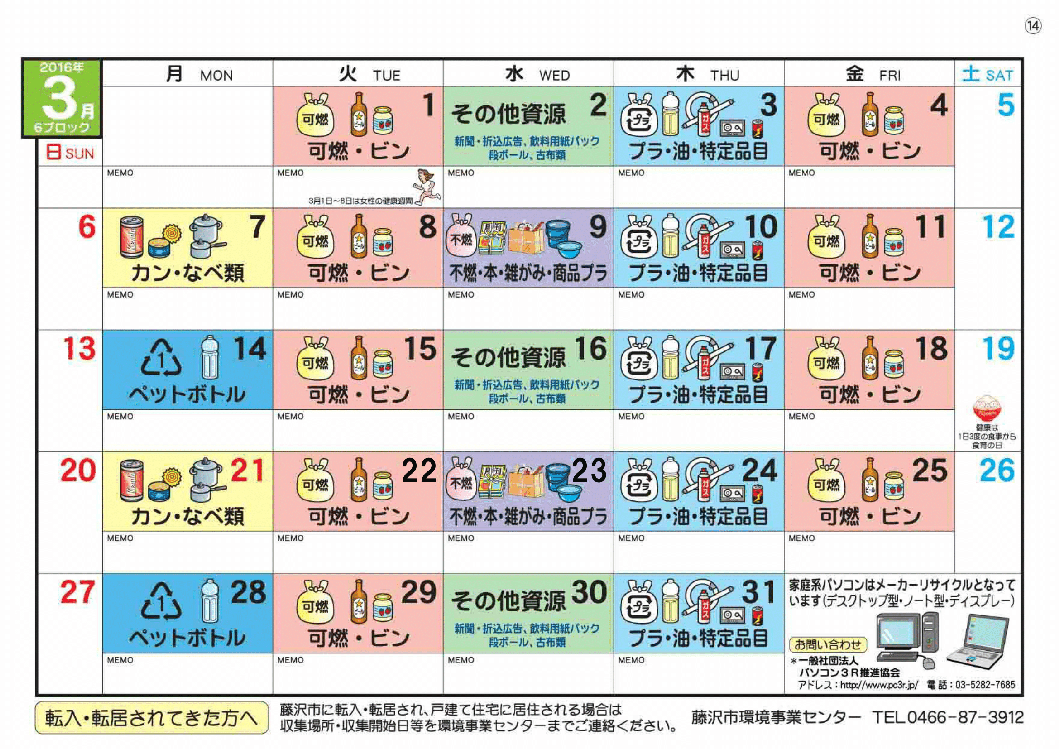 ⑭
2016年
3月
6ブロック
月 MON
火 TUE
水 WED
木 THU
金 FRI
土 SAT
日 SUN
可燃
1
可燃・ビン
その他資源 2
新聞・折込広告、飲料用紙パック
段ボール、古布類
プラ
ガス
3
プラ・油・特定品目
可燃
4
可燃・ビン
5
MEMO
MEMO
3月1日~8日は女性の健康週間
MEMO
MEMO
MEMO
6
7
カン・なべ類
可燃
8
可燃・ビン
不燃
9
不燃・本・雑がみ・商品プラ
プラ
ガス
10
プラ・油・特定品目
可燃
11
可燃・ビン
12
MEMO
MEMO
MEMO
MEMO
MEMO
13
1
14
ペットボトル
可燃
15
可燃・ビン
その他資源 16
新聞・折込広告、飲料用紙パック
段ボール、古布類
プラ
ガス
17
プラ・油・特定品目
可燃
18
可燃・ビン
19
MEMO
MEMO
MEMO
MEMO
MEMO
健康は
1日3度の食事から
食育の日
20
21
カン・なべ類
可燃
22
可燃・ビン
不燃
23
不燃・本・雑がみ・商品プラ
プラ
ガス
24
プラ・油・特定品目
可燃
25
可燃・ビン
26
MEMO
MEMO
MEMO
MEMO
MEMO
27
1
28
ペットボトル
可燃
29
可燃・ビン
その他資源 30
新聞・折込広告、飲料用紙パック
段ボール、古布類
プラ
ガス
31
プラ・油・特定品目
MEMO
MEMO
MEMO
MEMO
家庭系パソコンはメーカーリサイクルとなって
います(デスクトップ型・ノート型・ディスプレー)
お問い合わせ
*一般社団法人
パソコン3R推進協会
アドレス:http://www.pc3r.jp/ 電話:03-5282-7685
転入・転居されてきた方へ
藤沢市に転入・転居され、戸建て住宅に居住される場合は
収集場所・収集開始日等を環境事業センターまでご連絡ください。
藤沢市環境事業センター TEL0466-87-3912